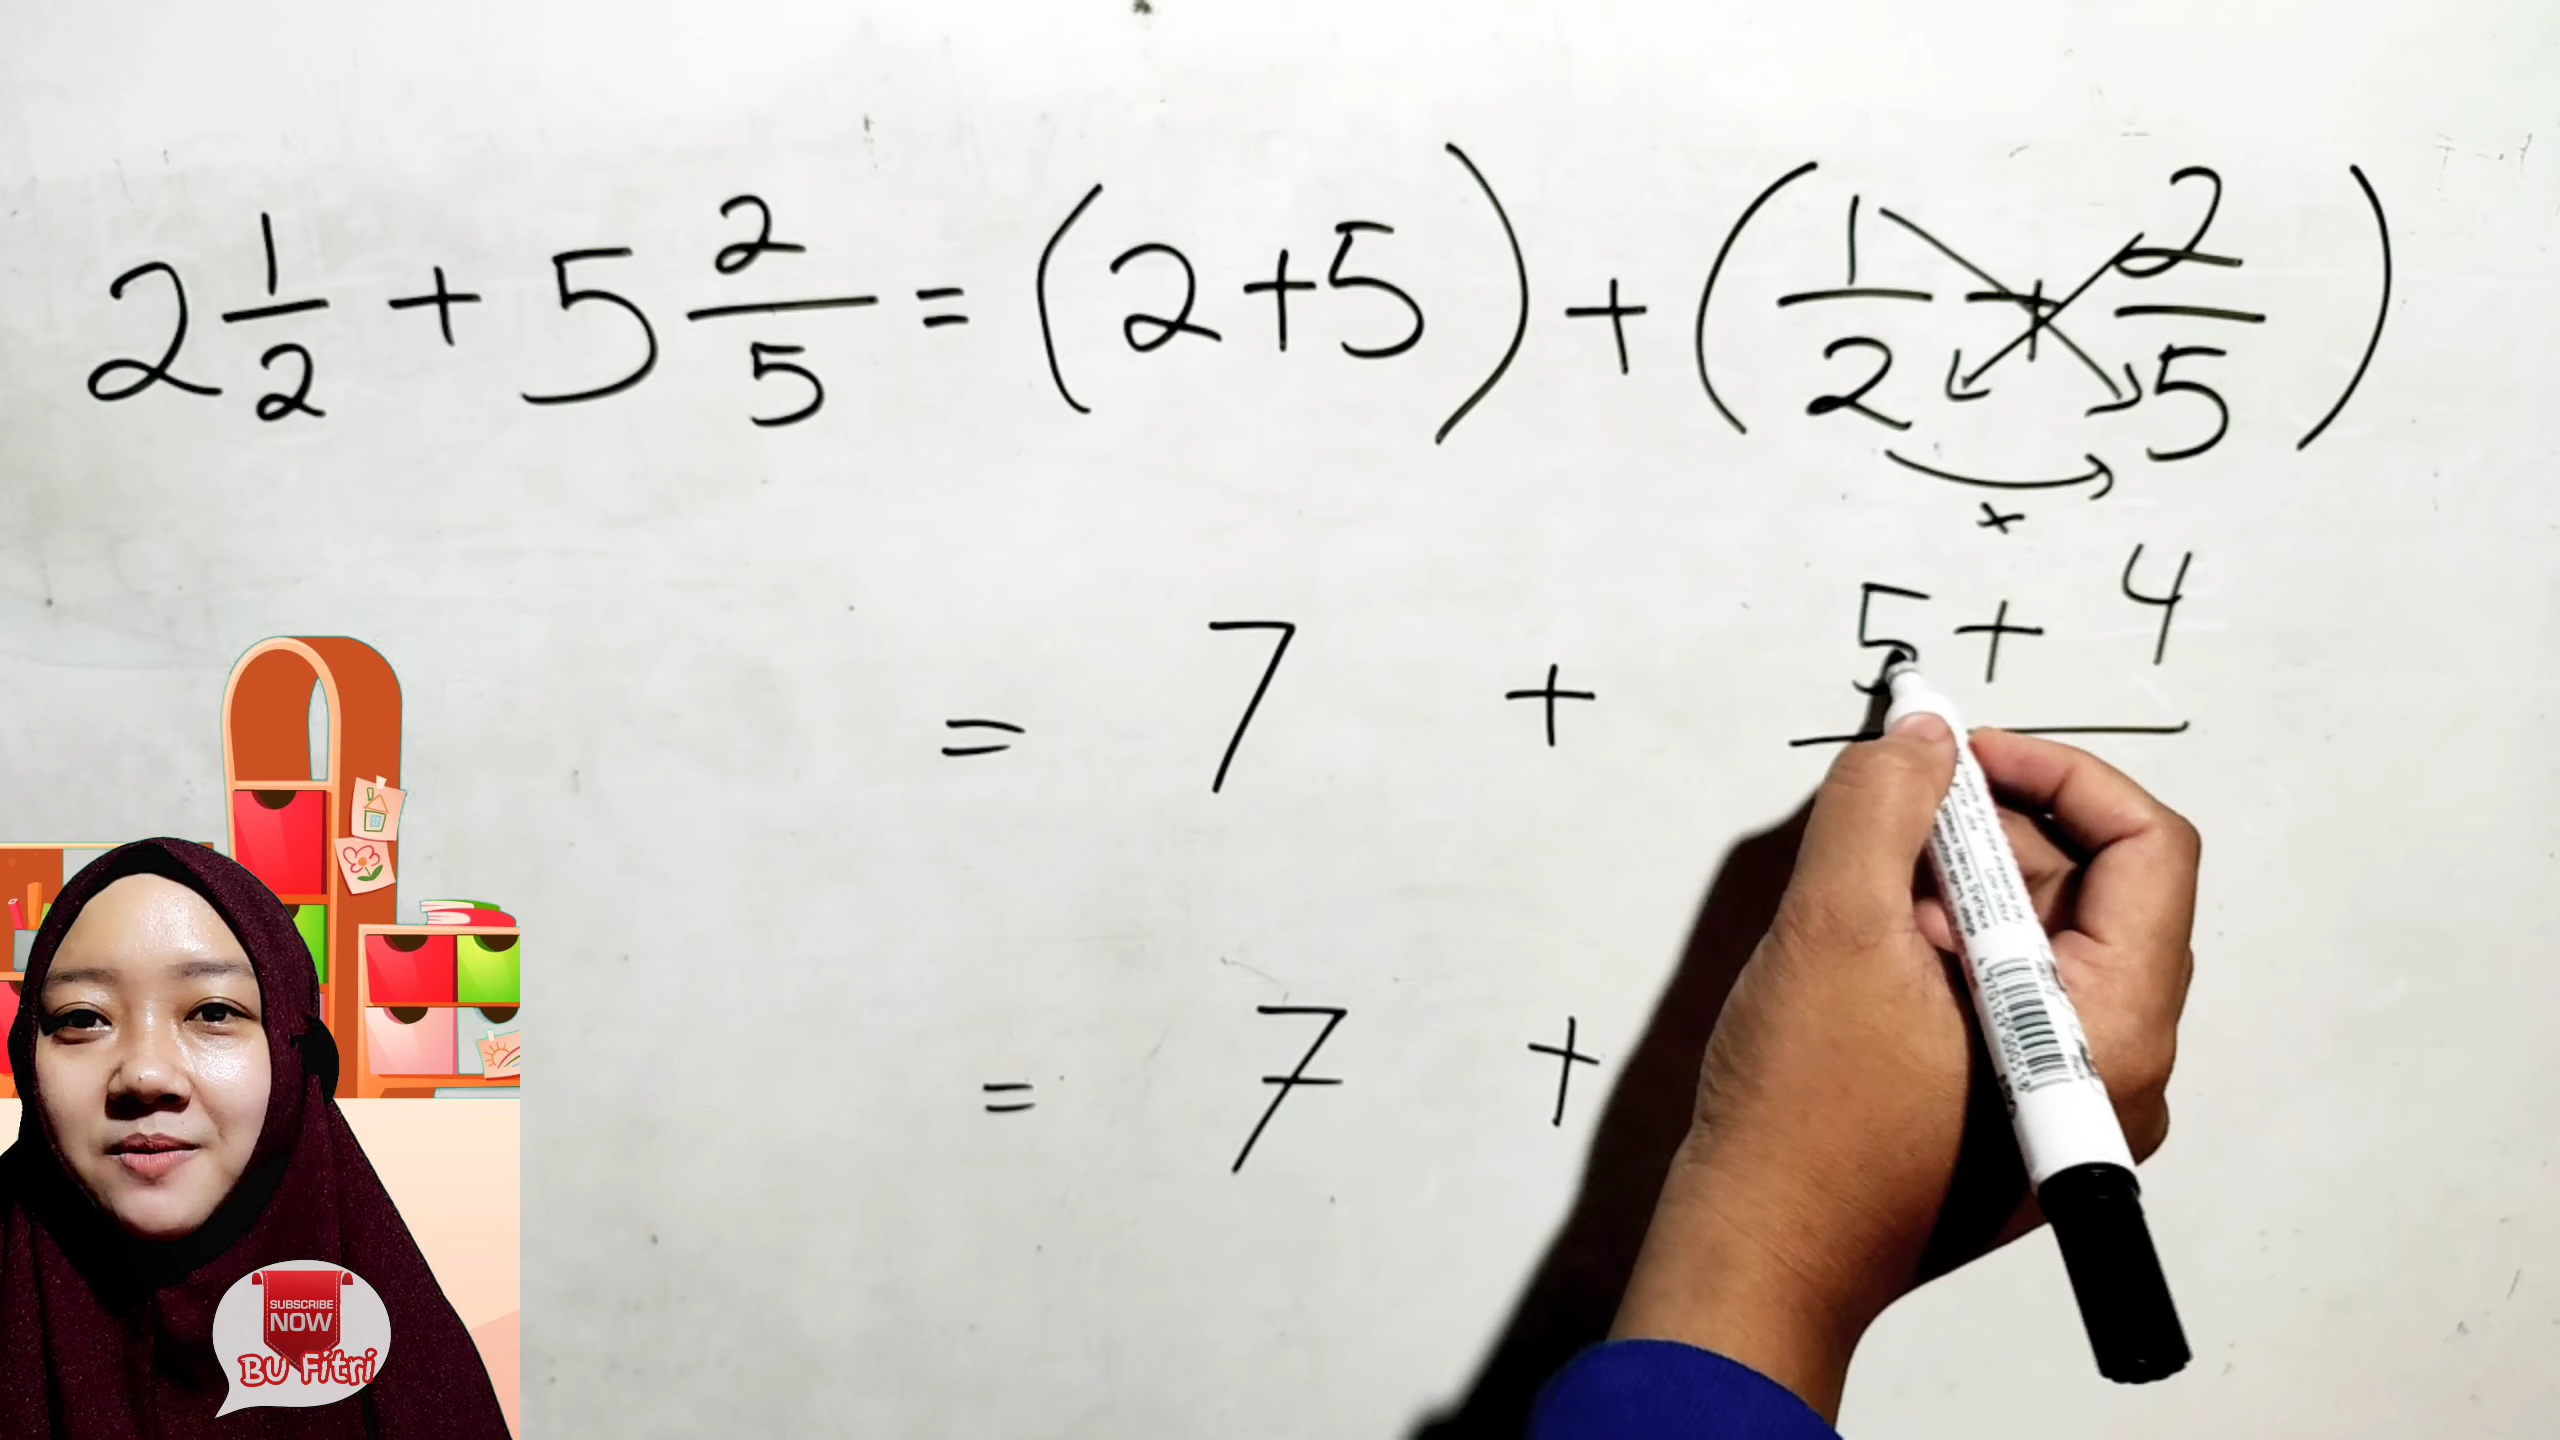 2 1/2 + 5 2/5 = (2+5) + (1/2 + 2/5)
x
= 7 + 5 + 4
= 7 +
SUBSCRIBE
NOW
BU Fitri